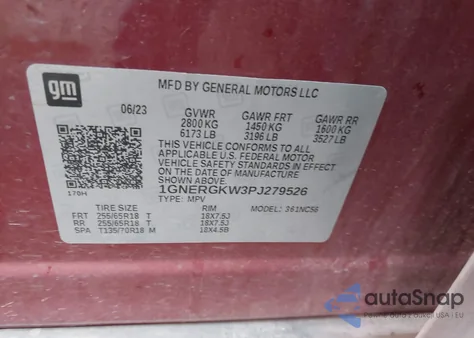 gm
MFD BY GENERAL MOTORS LLC
06/23 GVWR GAWR FRT GAWR RR
2800 KG 1450 KG 1600 KG
6173 LB 3196 LB 3527 LB
THIS VEHICLE CONFORMS TO ALL
APPLICABLE U.S. FEDERAL MOTOR
VEHICLE SAFETY STANDARDS IN EFFECT
ON THE DATE OF MANUFACTURE SHOWN ABOVE.
1GNERGKW3PJ279526
170H TYPE: MPV MODEL: 361NC56
TIRE SIZE RIM
FRT 255/65R18 T 18X7.5J
RR 255/65R18 T 18X7.5J
SPA T135/70R18 M 18X4.5B
autoSnap